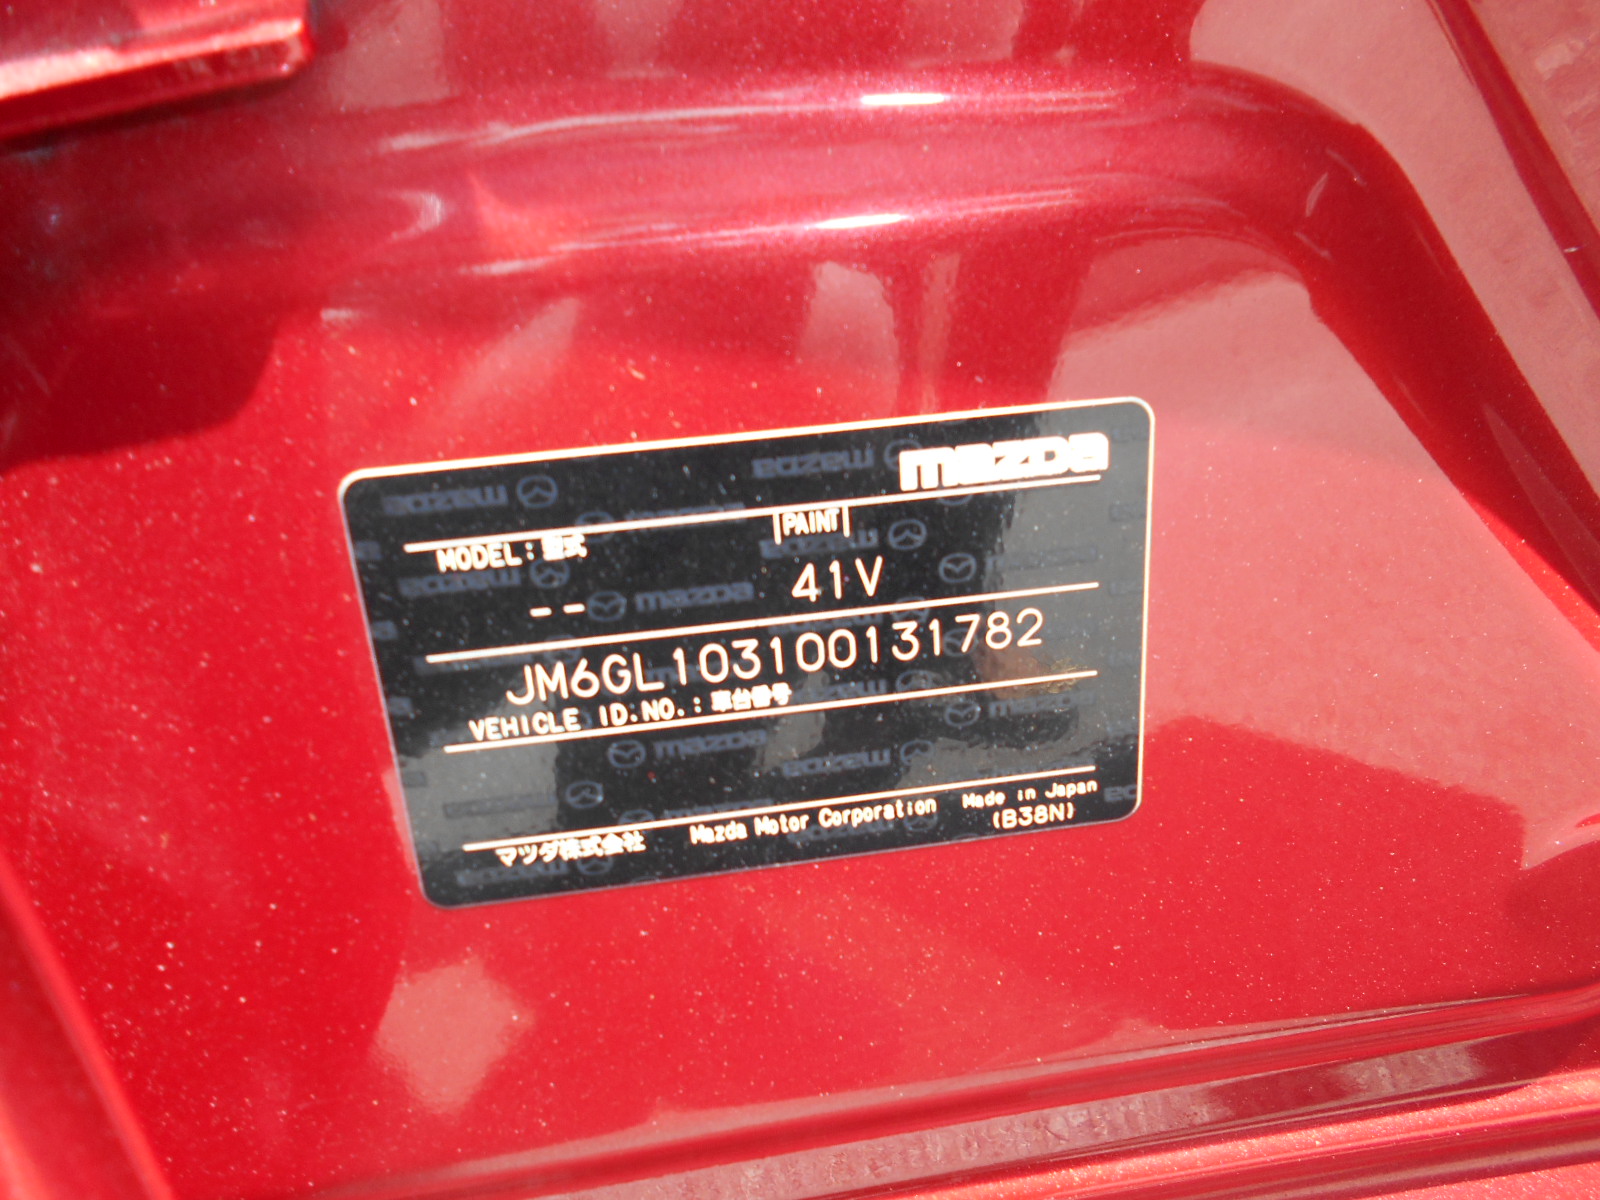 mazda
MODEL:型式
PAINT
-- 41V
JM6GL103100131782
VEHICLE ID.NO.:車台番号
マツダ株式会社 Mazda Motor Corporation Made in Japan
(B38N)